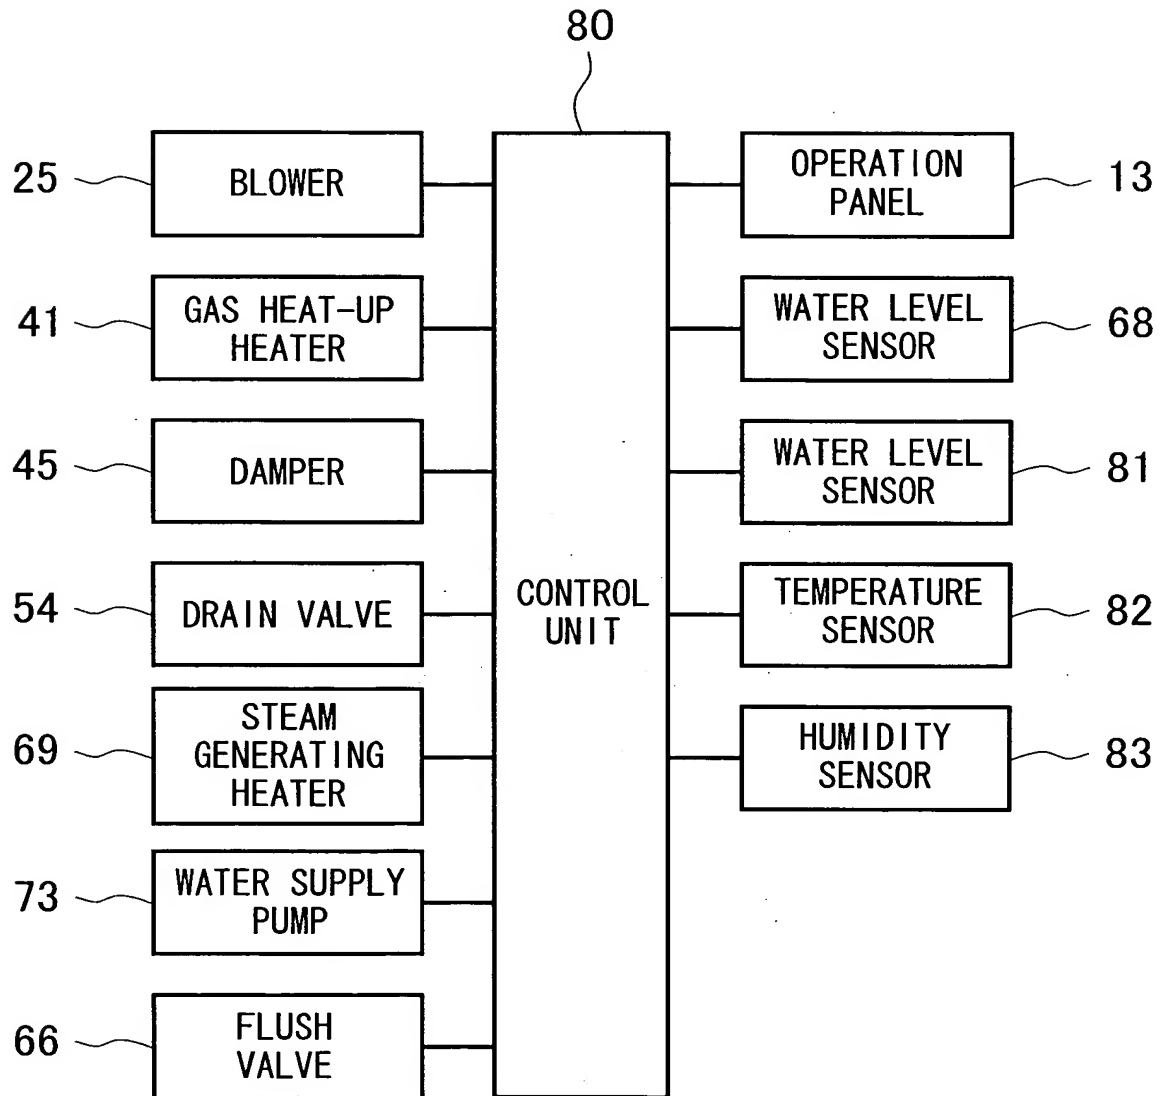 80
25
BLOWER
OPERATION
PANEL
13
41
GAS HEAT-UP
HEATER
WATER LEVEL
SENSOR
68
45
DAMPER
WATER LEVEL
SENSOR
81
54
DRAIN VALVE
CONTROL
UNIT
TEMPERATURE
SENSOR
82
69
STEAM
GENERATING
HEATER
HUMIDITY
SENSOR
83
73
WATER SUPPLY
PUMP
66
FLUSH
VALVE